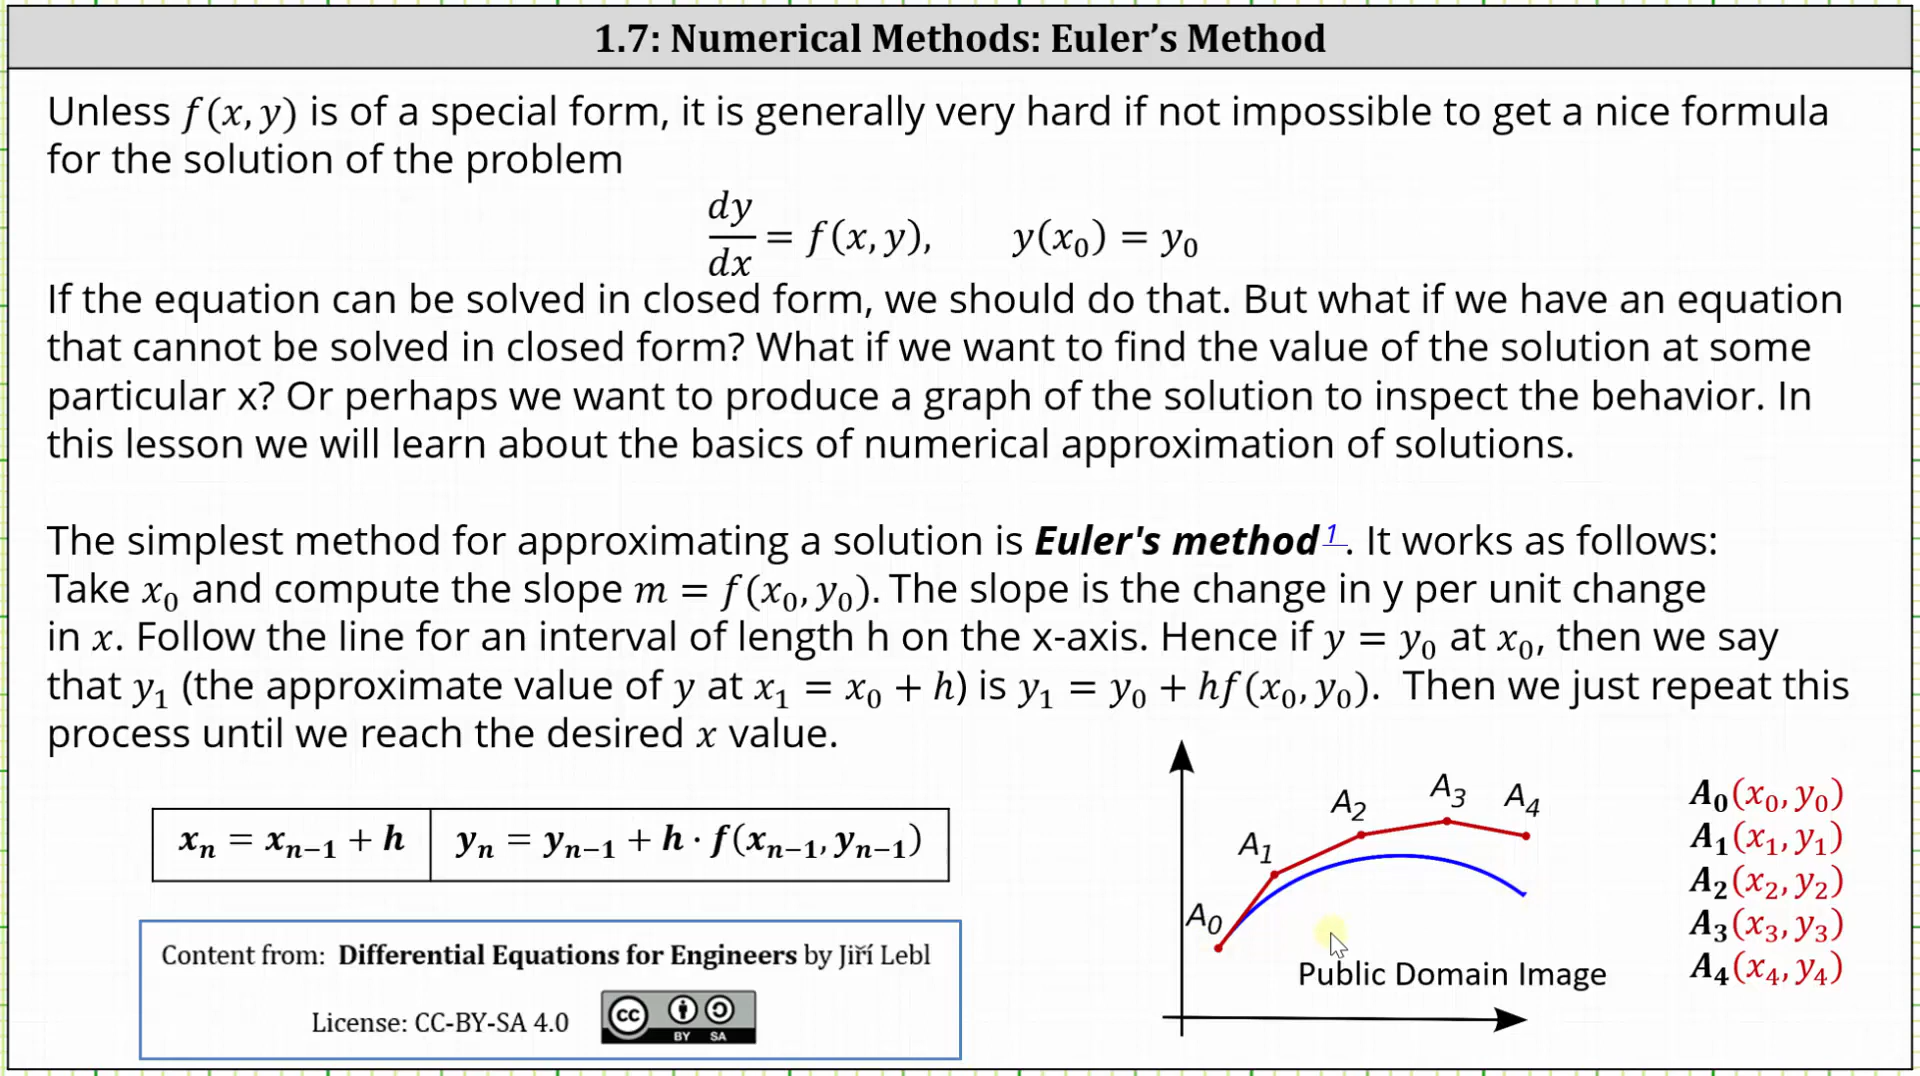 1.7: Numerical Methods: Euler’s Method
Unless f(x, y) is of a special form, it is generally very hard if not impossible to get a nice formula
for the solution of the problem
dy/dx = f(x, y),    y(x₀) = y₀
If the equation can be solved in closed form, we should do that. But what if we have an equation
that cannot be solved in closed form? What if we want to find the value of the solution at some
particular x? Or perhaps we want to produce a graph of the solution to inspect the behavior. In
this lesson we will learn about the basics of numerical approximation of solutions.
The simplest method for approximating a solution is Euler's method¹. It works as follows:
Take x₀ and compute the slope m = f(x₀, y₀). The slope is the change in y per unit change
in x. Follow the line for an interval of length h on the x-axis. Hence if y = y₀ at x₀, then we say
that y₁ (the approximate value of y at x₁ = x₀ + h) is y₁ = y₀ + hf(x₀, y₀).  Then we just repeat this
process until we reach the desired x value.
xₙ = xₙ₋₁ + h    yₙ = yₙ₋₁ + h · f(xₙ₋₁, yₙ₋₁)
Content from:  Differential Equations for Engineers by Jiří Lebl
License: CC-BY-SA 4.0
cc BY SA
A₀
A₁
A₂
A₃
A₄
Public Domain Image
A₀(x₀, y₀)
A₁(x₁, y₁)
A₂(x₂, y₂)
A₃(x₃, y₃)
A₄(x₄, y₄)